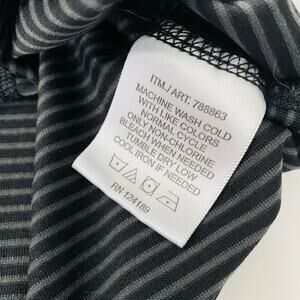 ITM./ART. 788863
MACHINE WASH COLD
WITH LIKE COLORS
NORMAL CYCLE
ONLY NON-CHLORINE
BLEACH WHEN NEEDED
TUMBLE DRY LOW
COOL IRON IF NEEDED
RN 124189